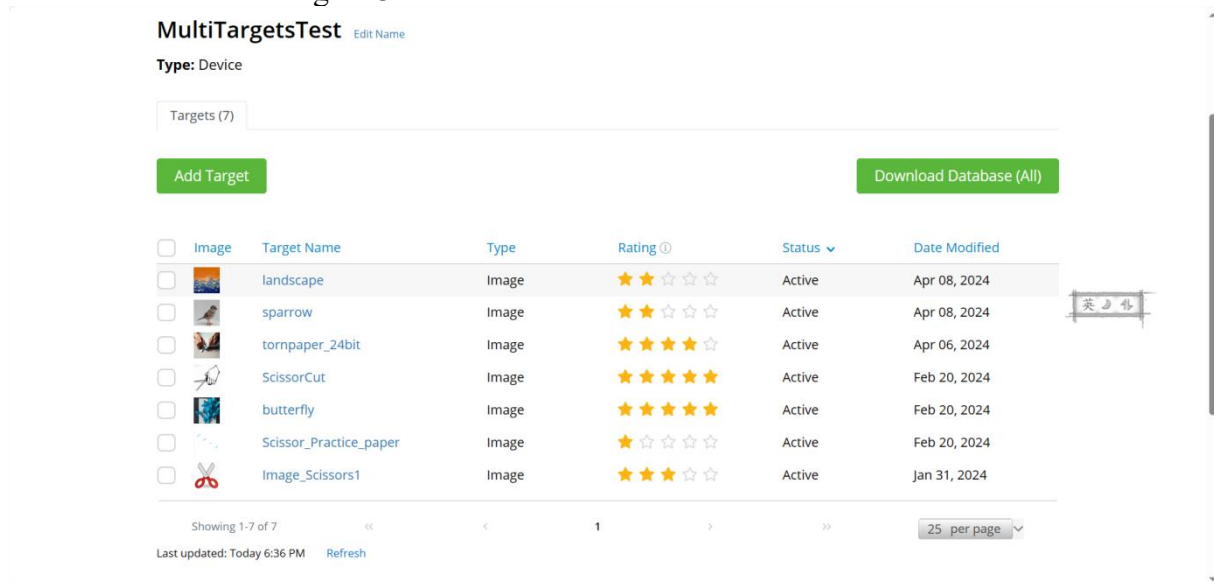 MultiTargetsTest Edit Name
Type: Device
Targets (7)
Add Target Download Database (All)
Image Target Name Type Rating Status Date Modified
landscape Image Active Apr 08, 2024
sparrow Image Active Apr 08, 2024
tornpaper_24bit Image Active Apr 06, 2024
ScissorCut Image Active Feb 20, 2024
butterfly Image Active Feb 20, 2024
Scissor_Practice_paper Image Active Feb 20, 2024
Image_Scissors1 Image Active Jan 31, 2024
英
Showing 1-7 of 7 << < 1 > >> 25 per page
Last updated: Today 6:36 PM Refresh